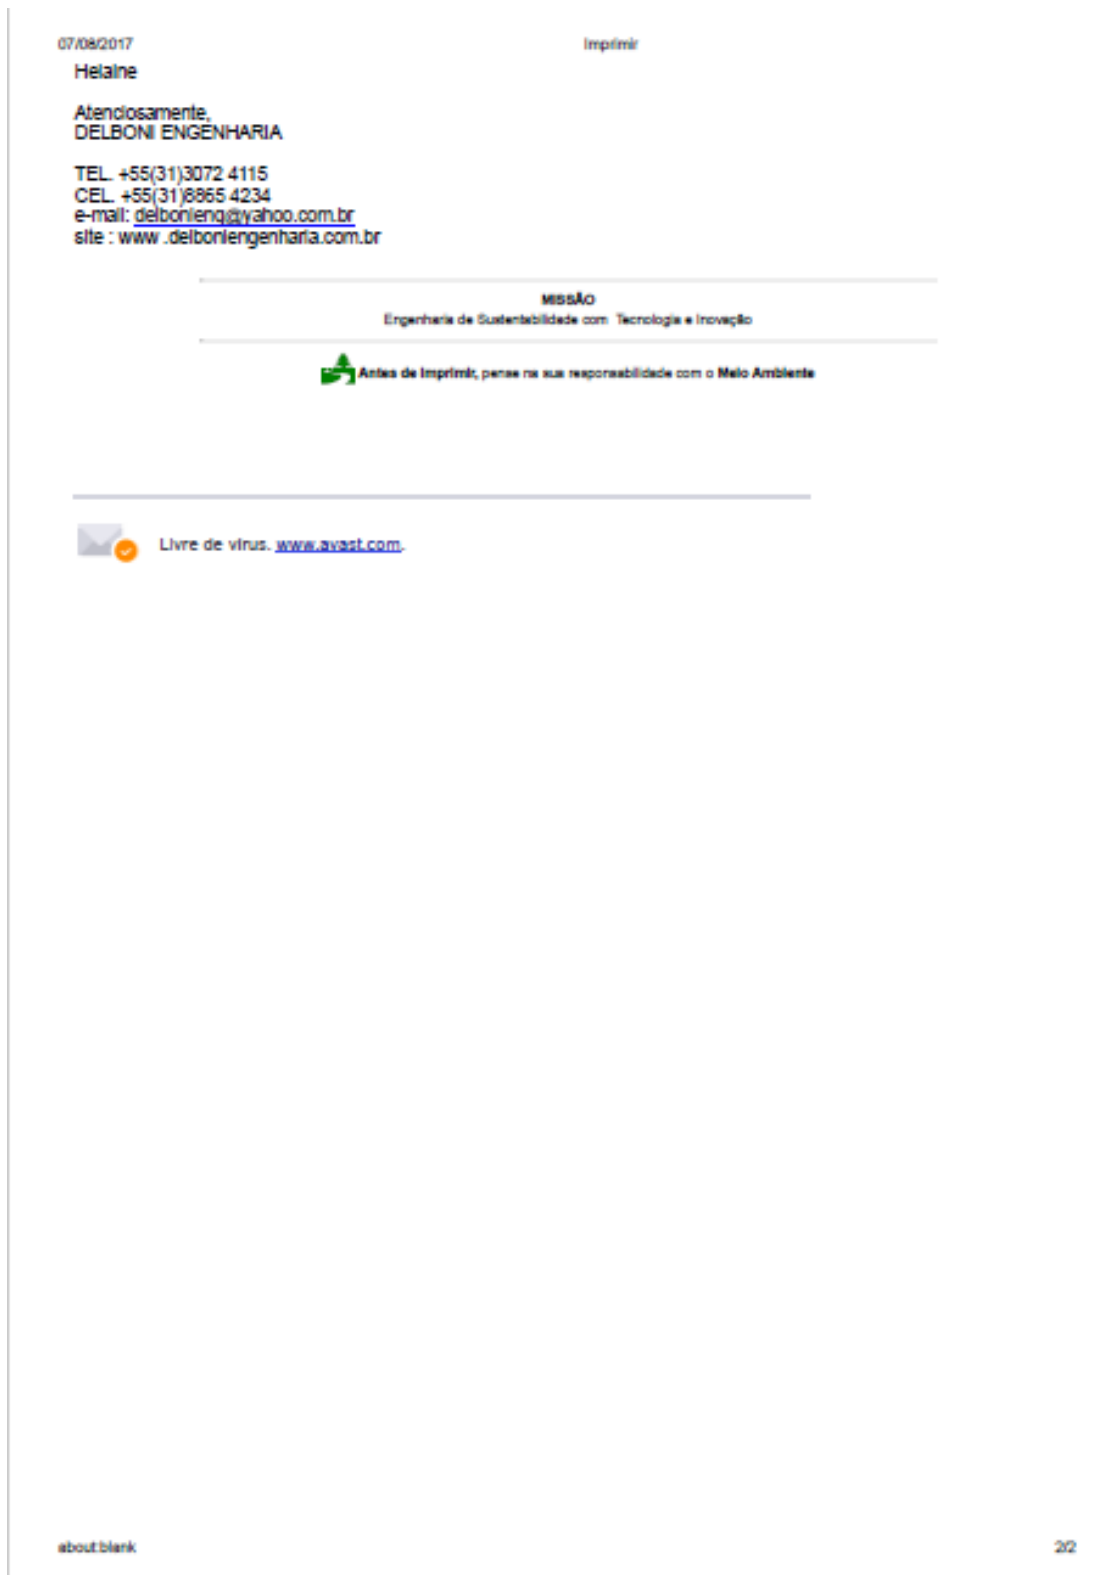 07/08/2017 Imprimir
Helaine
Atenciosamente,
DELBONI ENGENHARIA
TEL. +55(31)3072 4115
CEL. +55(31)8865 4234
e-mail: delbonieng@yahoo.com.br
site : www .delboniengenharia.com.br
MISSÃO
Engenharia de Sustentabilidade com Tecnologia e Inovação
Antes de Imprimir, pense na sua responsabilidade com o Meio Ambiente
Livre de vírus. www.avast.com.
about:blank 2/2